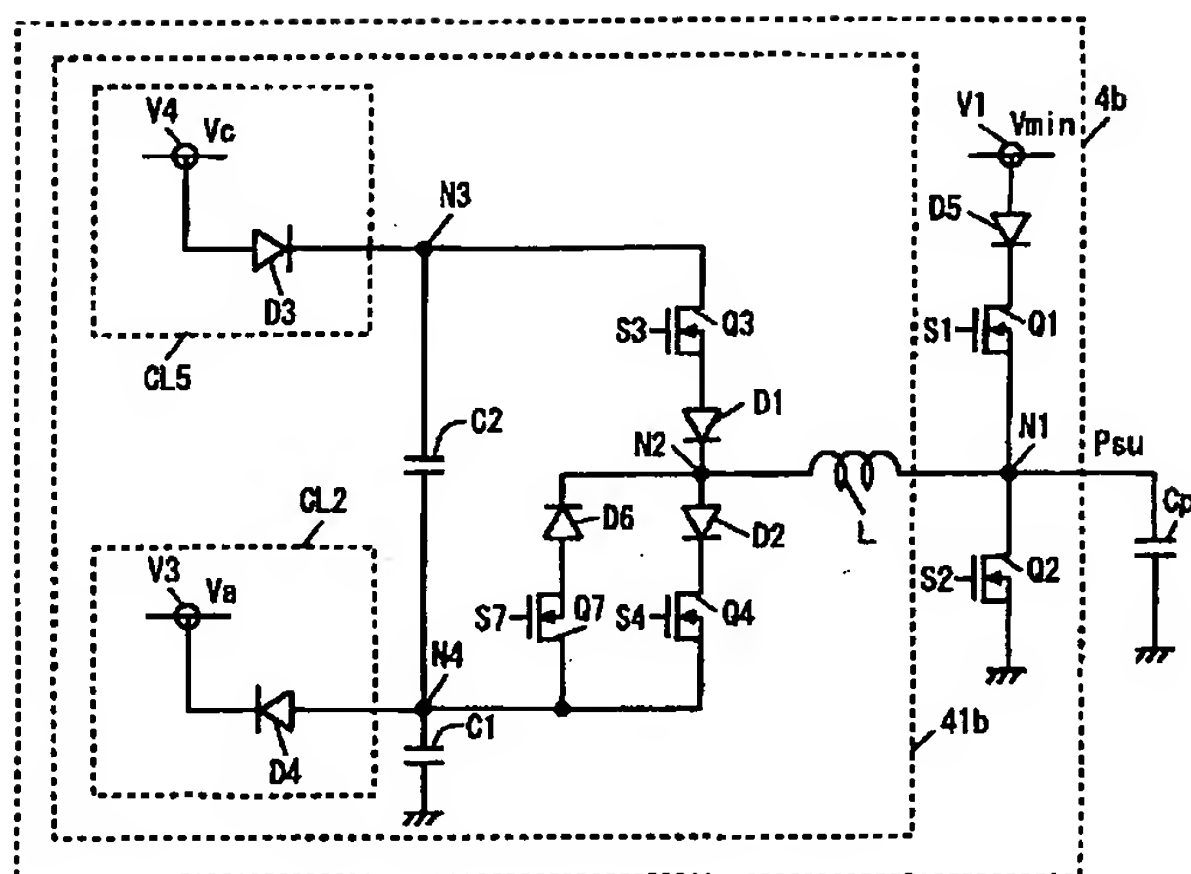 V4 Vc
D3
CL5
N3
S3 Q3
D1
N2
C2
CL2
V3 Va
D4
N4
C1
D6
D2
S7 Q7
S4 Q4
L
V1 Vmin
4b
D5
S1 Q1
N1
Psu
Cp
S2 Q2
41b